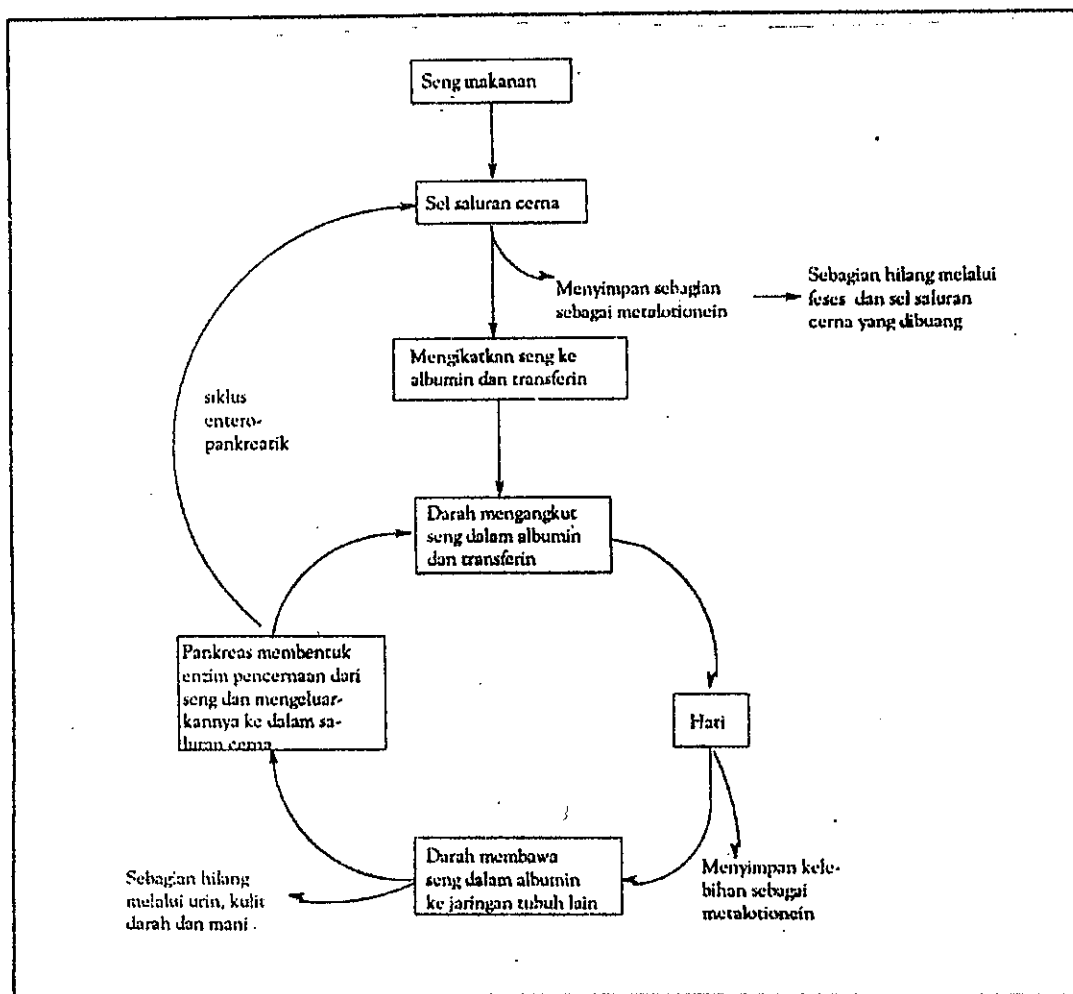 Seng makanan
Sel saluran cerna
Menyimpan sebagian
sebagai metalotionein
Sebagian hilang melalui
feses dan sel saluran
cerna yang dibuang
Mengikatkan seng ke
albumin dan transferin
siklus
entero-
pankreatik
Darah mengangkut
seng dalam albumin
dan transferin
Pankreas membentuk
enzim pencernaan dari
seng dan mengeluar-
kannya ke dalam sa-
luran cerna
Hati
Darah membawa
seng dalam albumin
ke jaringan tubuh lain
Menyimpan kele-
bihan sebagai
metalotionein
Sebagian hilang
melalui urin, kulit
darah dan mani